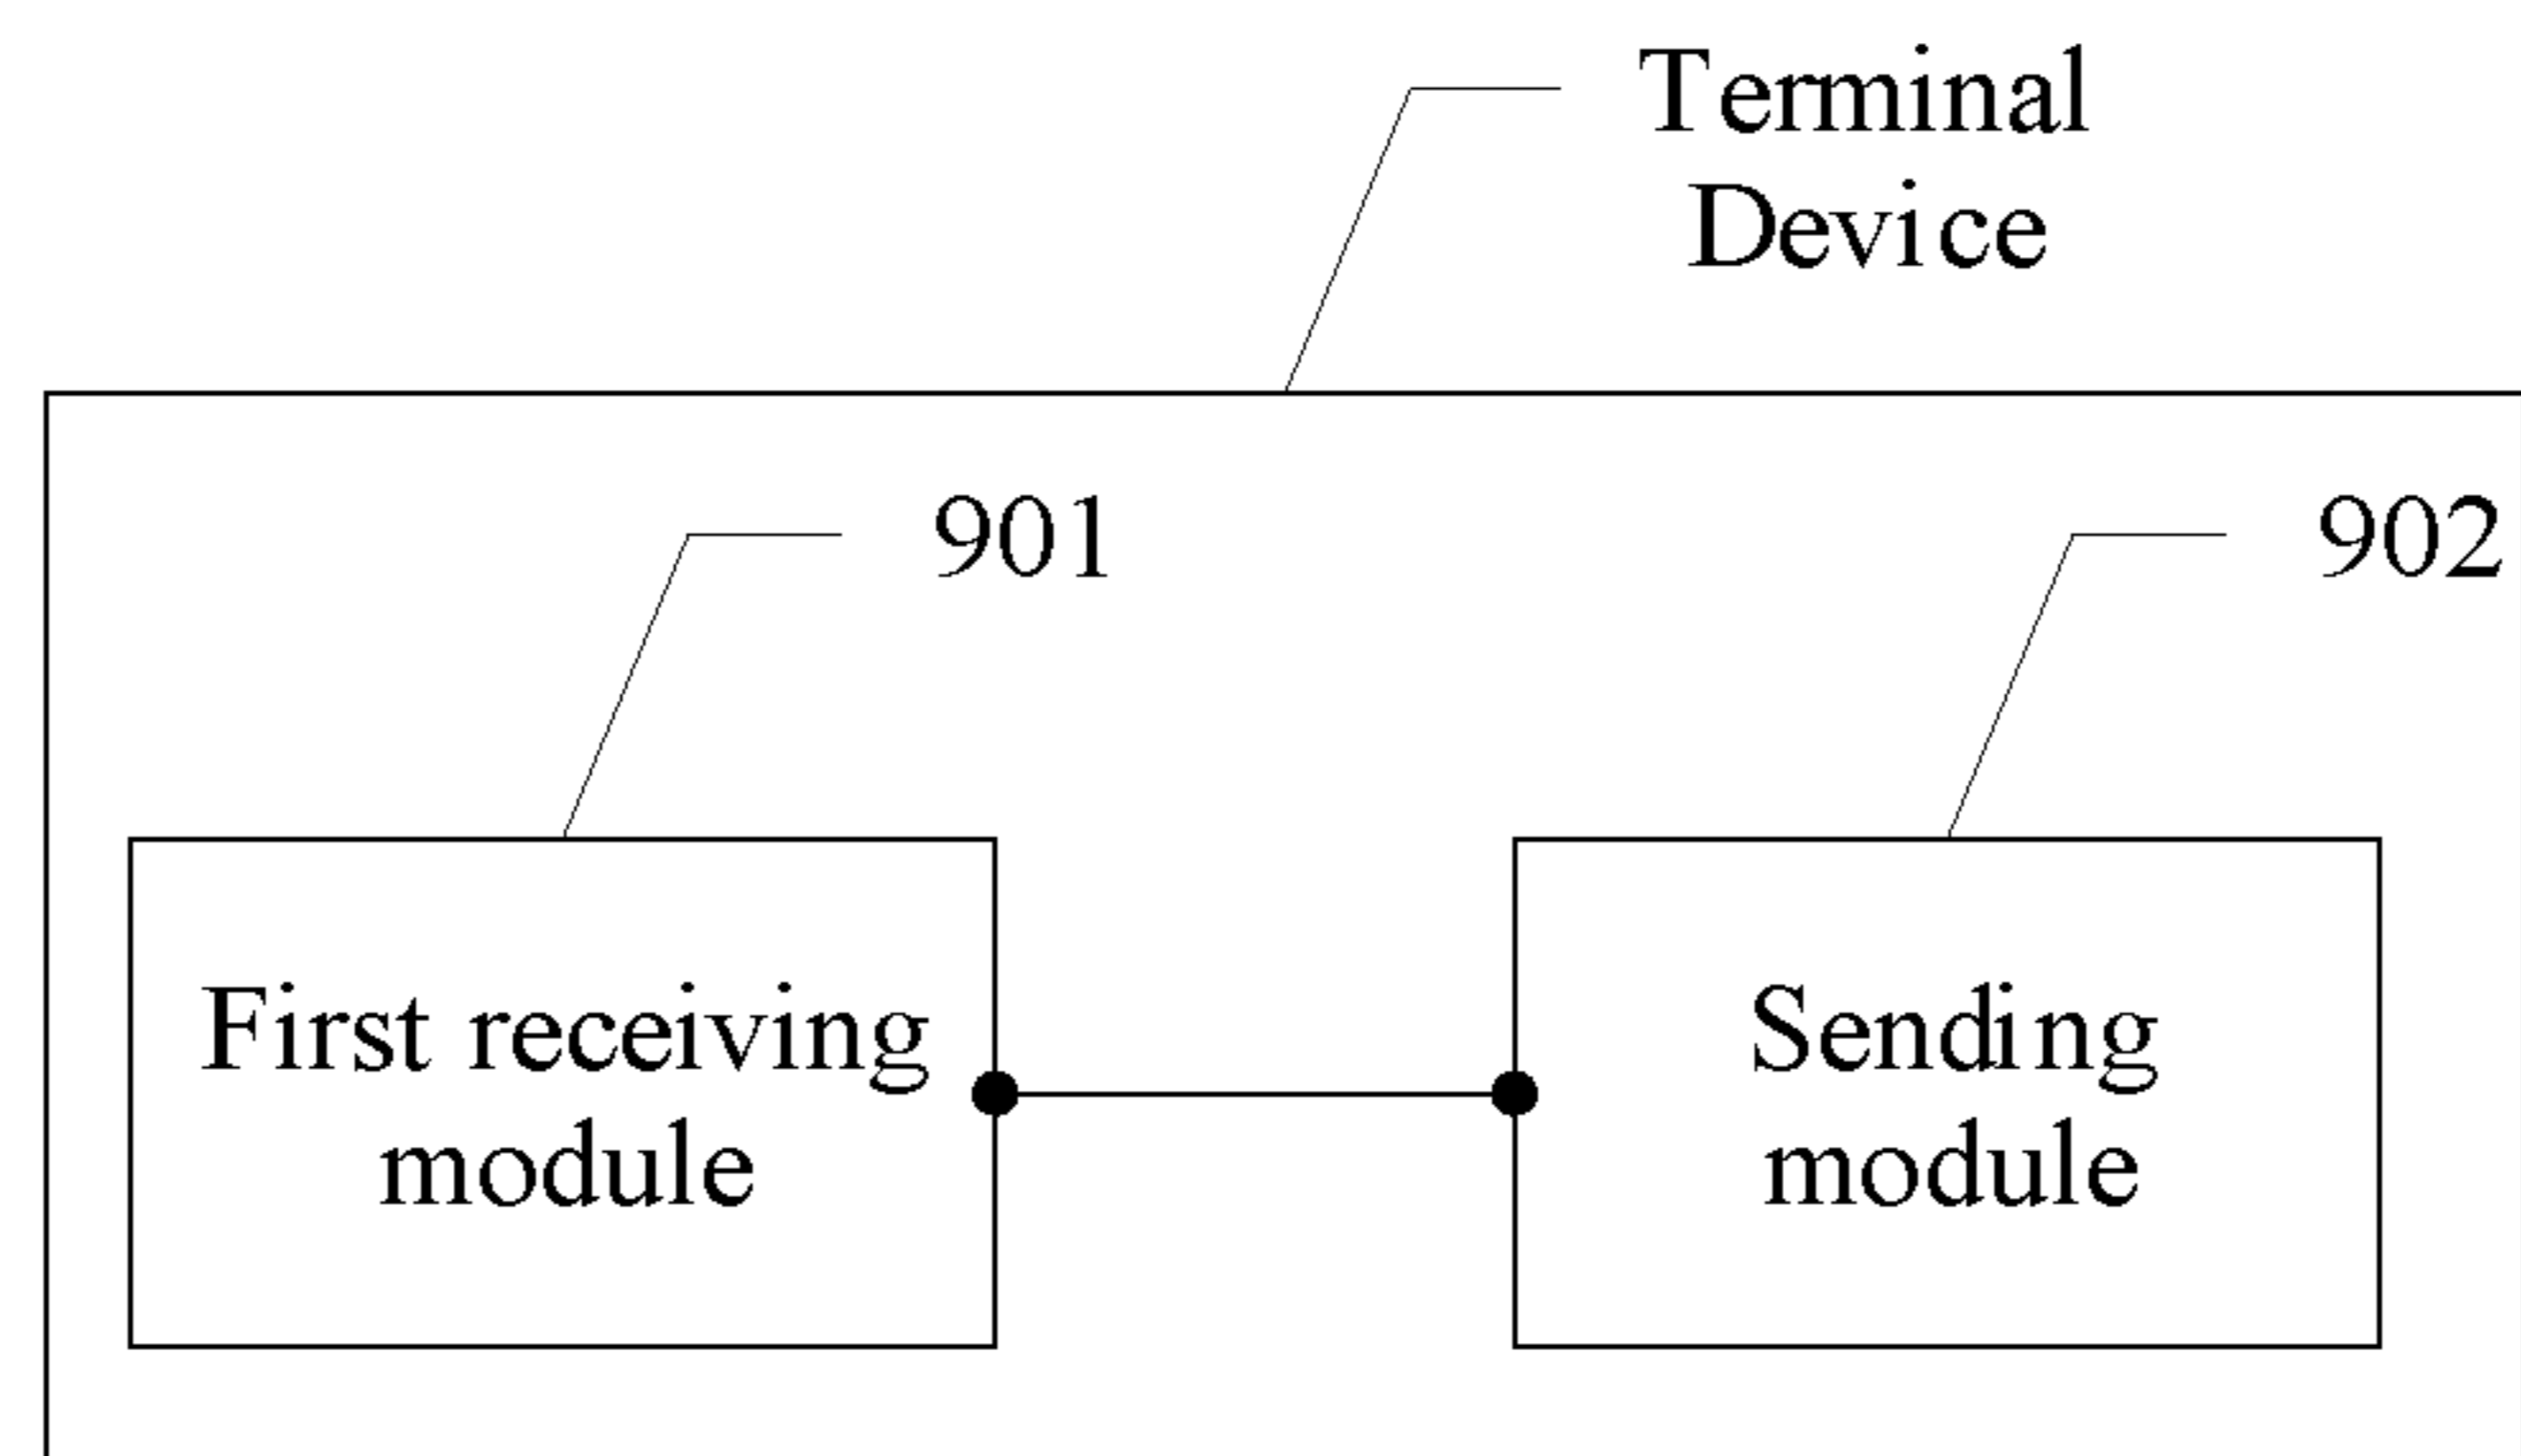 Terminal
Device
901
902
First receiving
module
Sending
module